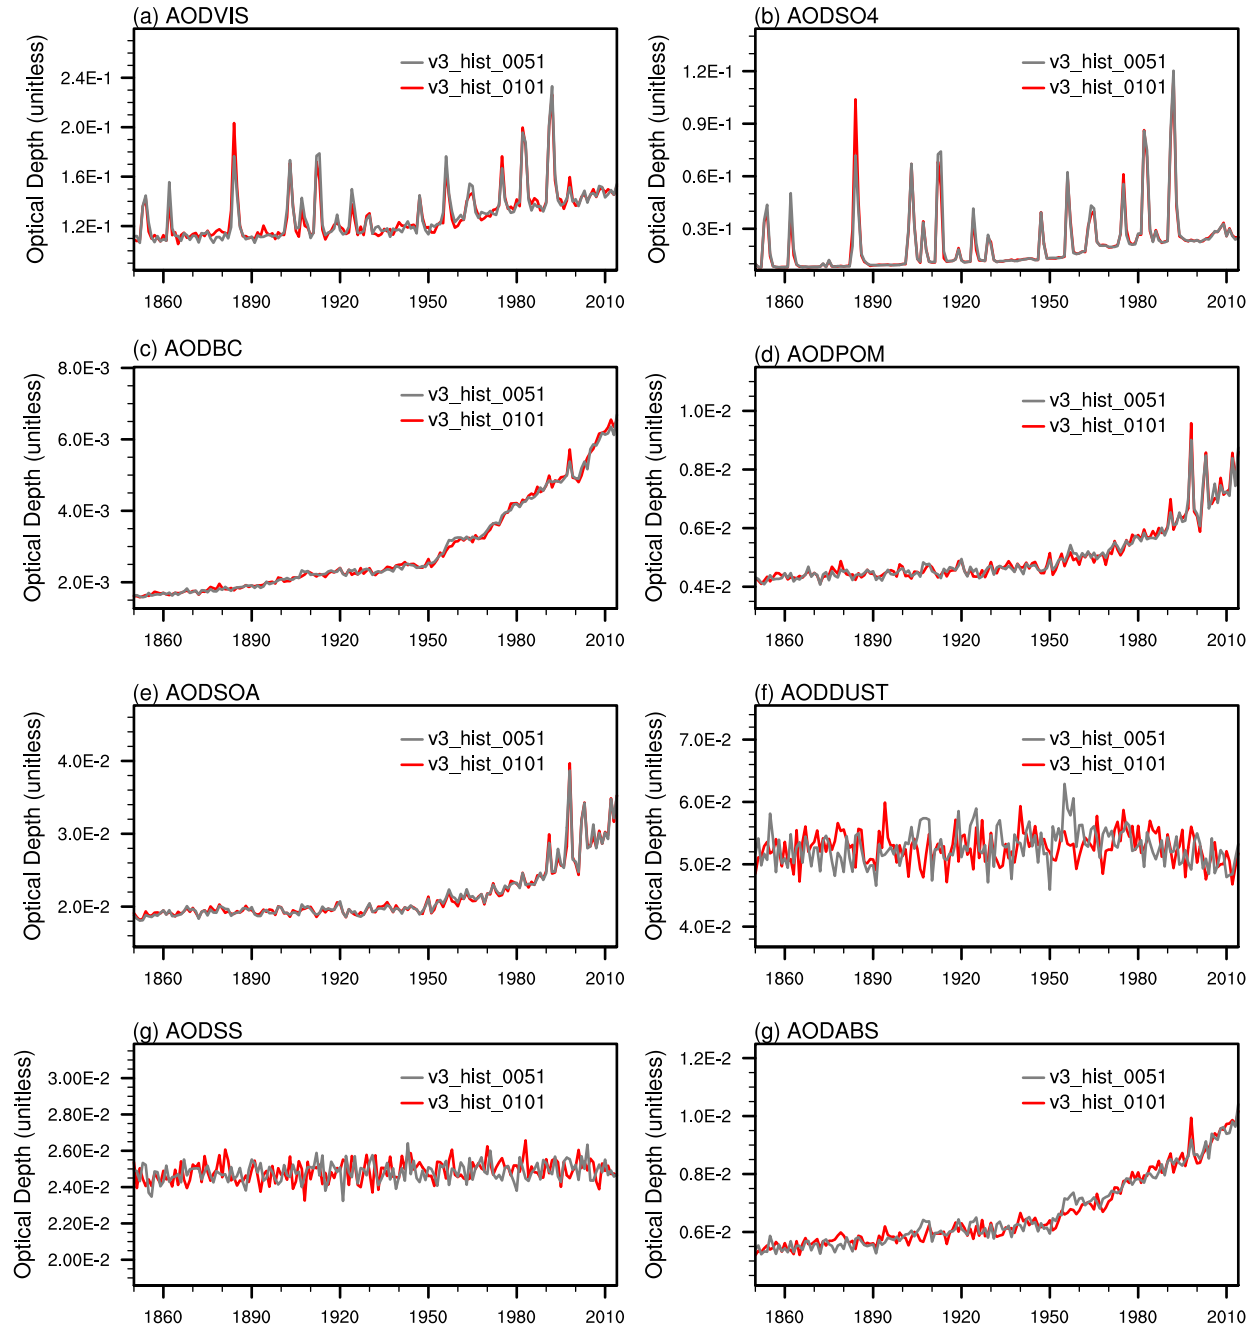 (a) AODVIS
Optical Depth (unitless)
2.4E-1
2.0E-1
1.6E-1
1.2E-1
v3_hist_0051
v3_hist_0101
1860 1890 1920 1950 1980 2010
(b) AODSO4
Optical Depth (unitless)
1.2E-1
0.9E-1
0.6E-1
0.3E-1
v3_hist_0051
v3_hist_0101
1860 1890 1920 1950 1980 2010
(c) AODBC
Optical Depth (unitless)
8.0E-3
6.0E-3
4.0E-3
2.0E-3
v3_hist_0051
v3_hist_0101
1860 1890 1920 1950 1980 2010
(d) AODPOM
Optical Depth (unitless)
1.0E-2
0.8E-2
0.6E-2
0.4E-2
v3_hist_0051
v3_hist_0101
1860 1890 1920 1950 1980 2010
(e) AODSOA
Optical Depth (unitless)
4.0E-2
3.0E-2
2.0E-2
v3_hist_0051
v3_hist_0101
1860 1890 1920 1950 1980 2010
(f) AODDUST
Optical Depth (unitless)
7.0E-2
6.0E-2
5.0E-2
4.0E-2
v3_hist_0051
v3_hist_0101
1860 1890 1920 1950 1980 2010
(g) AODSS
Optical Depth (unitless)
3.00E-2
2.80E-2
2.60E-2
2.40E-2
2.20E-2
2.00E-2
v3_hist_0051
v3_hist_0101
1860 1890 1920 1950 1980 2010
(g) AODABS
Optical Depth (unitless)
1.2E-2
1.0E-2
0.8E-2
0.6E-2
v3_hist_0051
v3_hist_0101
1860 1890 1920 1950 1980 2010